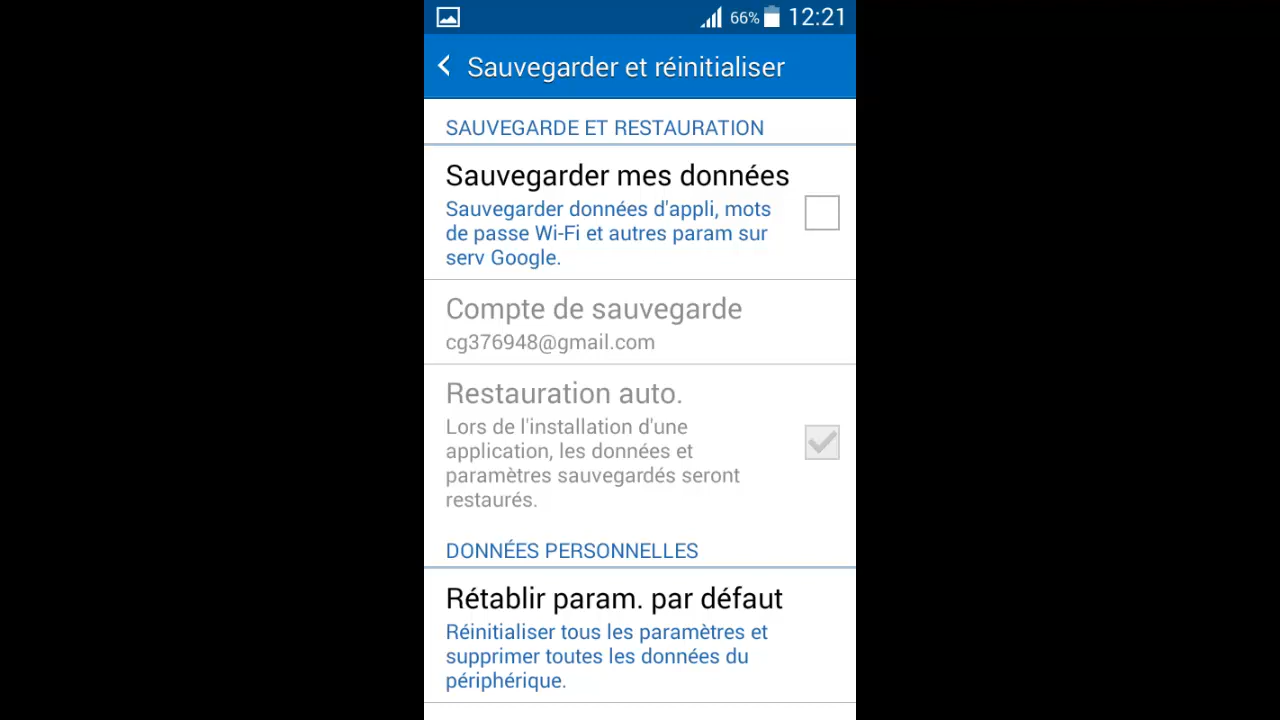 66% 12:21
Sauvegarder et réinitialiser
SAUVEGARDE ET RESTAURATION
Sauvegarder mes données
Sauvegarder données d'appli, mots
de passe Wi-Fi et autres param sur
serv Google.
Compte de sauvegarde
cg376948@gmail.com
Restauration auto.
Lors de l'installation d'une
application, les données et
paramètres sauvegardés seront
restaurés.
DONNÉES PERSONNELLES
Rétablir param. par défaut
Réinitialiser tous les paramètres et
supprimer toutes les données du
périphérique.